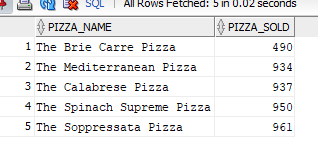 SQL | All Rows Fetched: 5 in 0.02 seconds
PIZZA_NAME PIZZA_SOLD
1 The Brie Carre Pizza 490
2 The Mediterranean Pizza 934
3 The Calabrese Pizza 937
4 The Spinach Supreme Pizza 950
5 The Soppressata Pizza 961